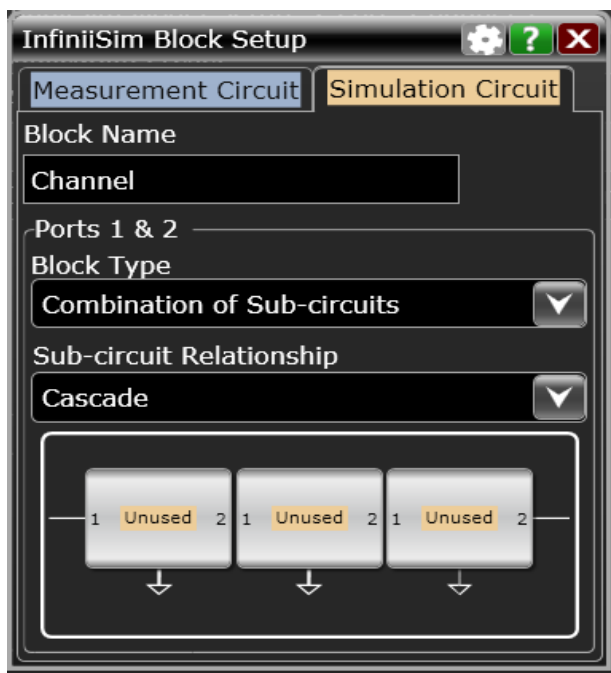 InfiniiSim Block Setup ?
Measurement Circuit Simulation Circuit
Block Name
Channel
Ports 1 & 2
Block Type
Combination of Sub-circuits
Sub-circuit Relationship
Cascade
1 Unused 2 1 Unused 2 1 Unused 2